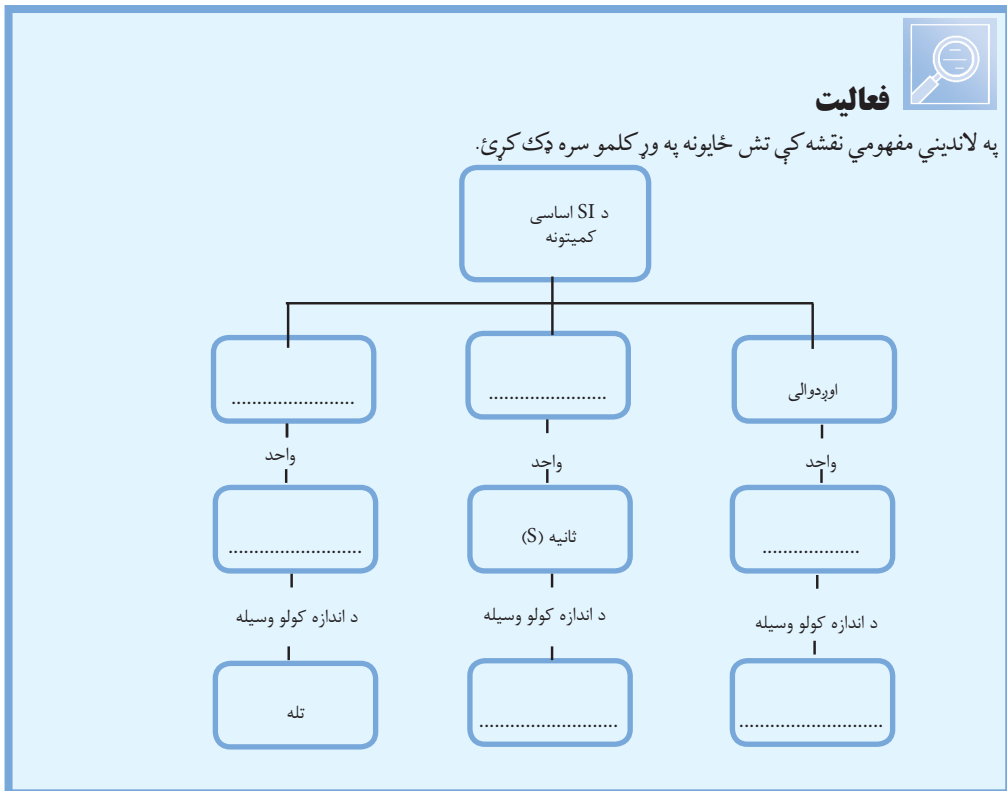 فعالیت
په لاندیني مفهومي نقشه کې تش ځایونه په وړ کلمو سره ډک کړئ.
د SI اساسی
کمیتونه
اوږدوالی
........................
........................
واحد
واحد
واحد
...................
ثانیه (S)
..........................
د اندازه کولو وسیله
د اندازه کولو وسیله
د اندازه کولو وسیله
............................
...........................
تله